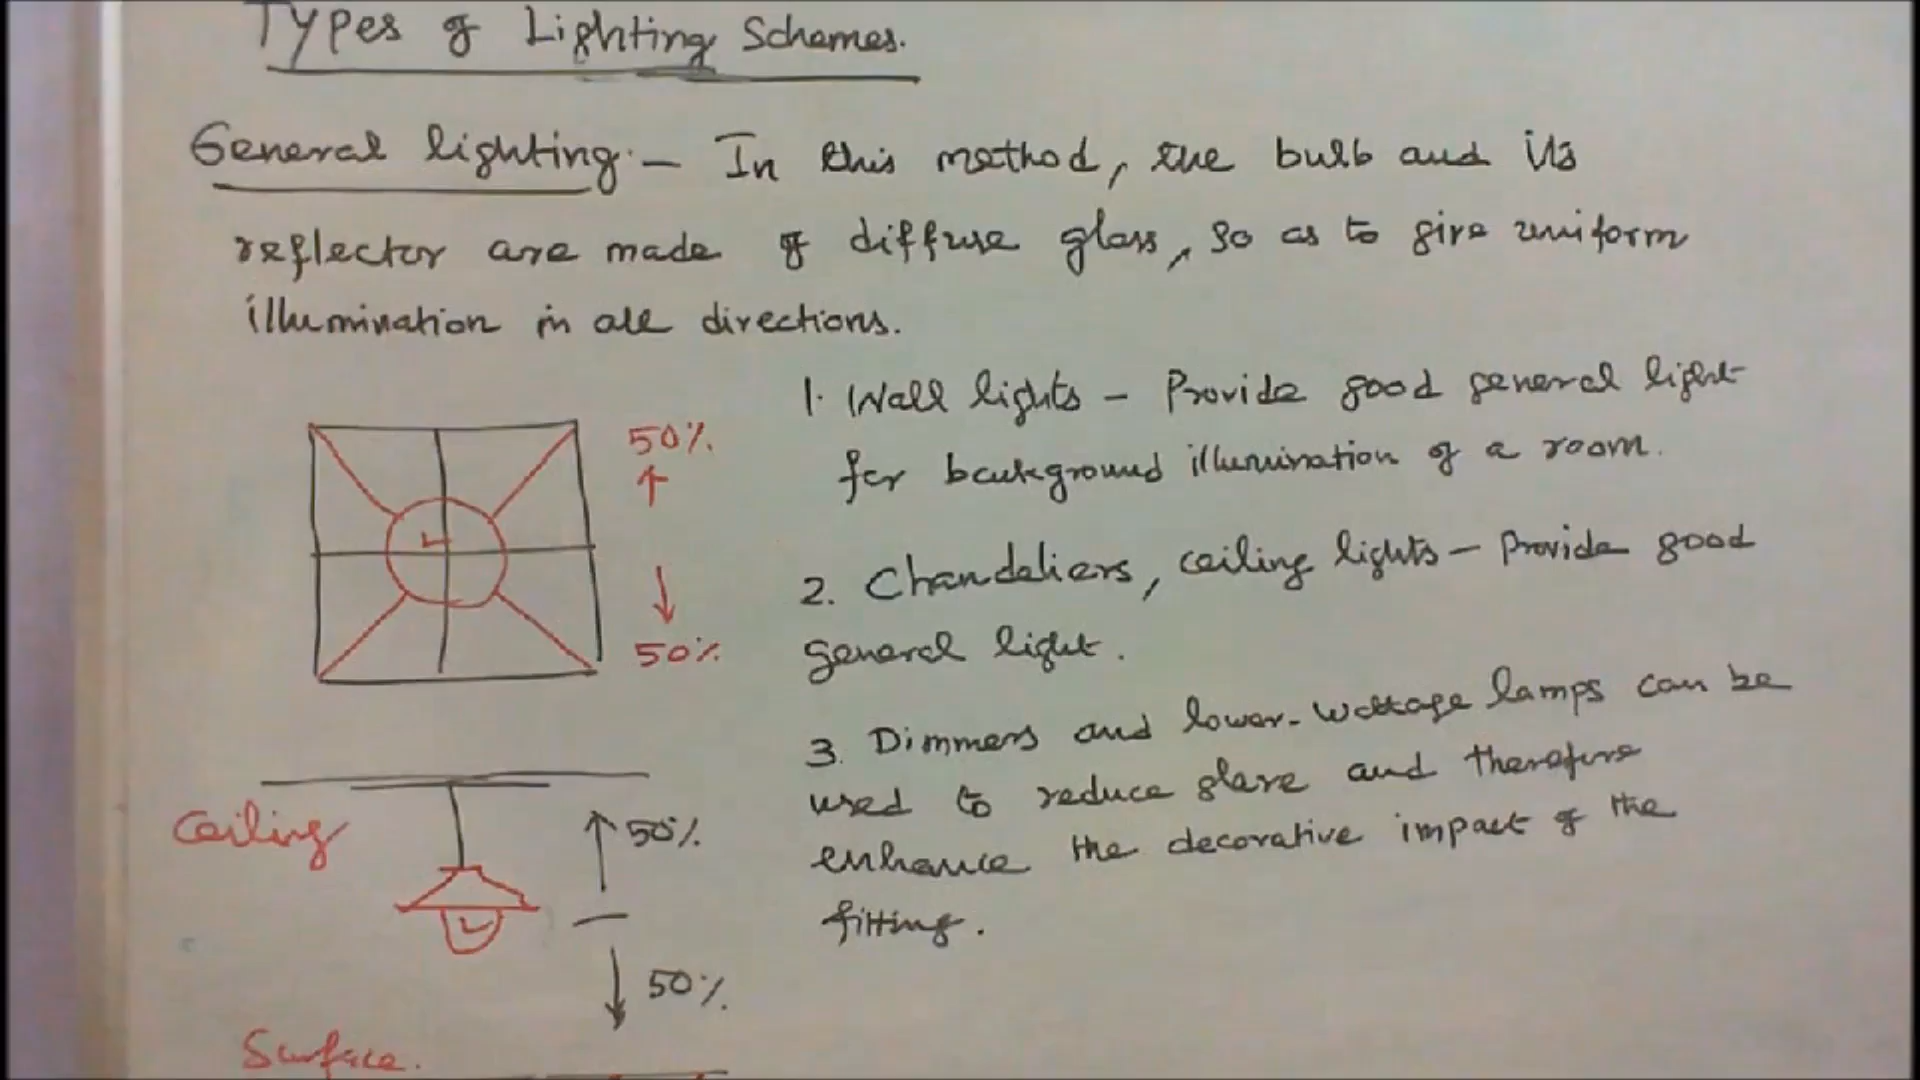 Types of Lighting Schemes.
General lighting:- In this method, the bulb and its
reflector are made of diffuse glass, so as to give uniform
illumination in all directions.
1. Wall lights - Provide good general light
for background illumination of a room.
2. Chandeliers, ceiling lights - Provide good
general light.
3. Dimmers and lower-wattage lamps can be
used to reduce glare and therefore
enhance the decorative impact of the
fitting.
50%.
50%.
Ceiling
50%.
50%.
Surface.